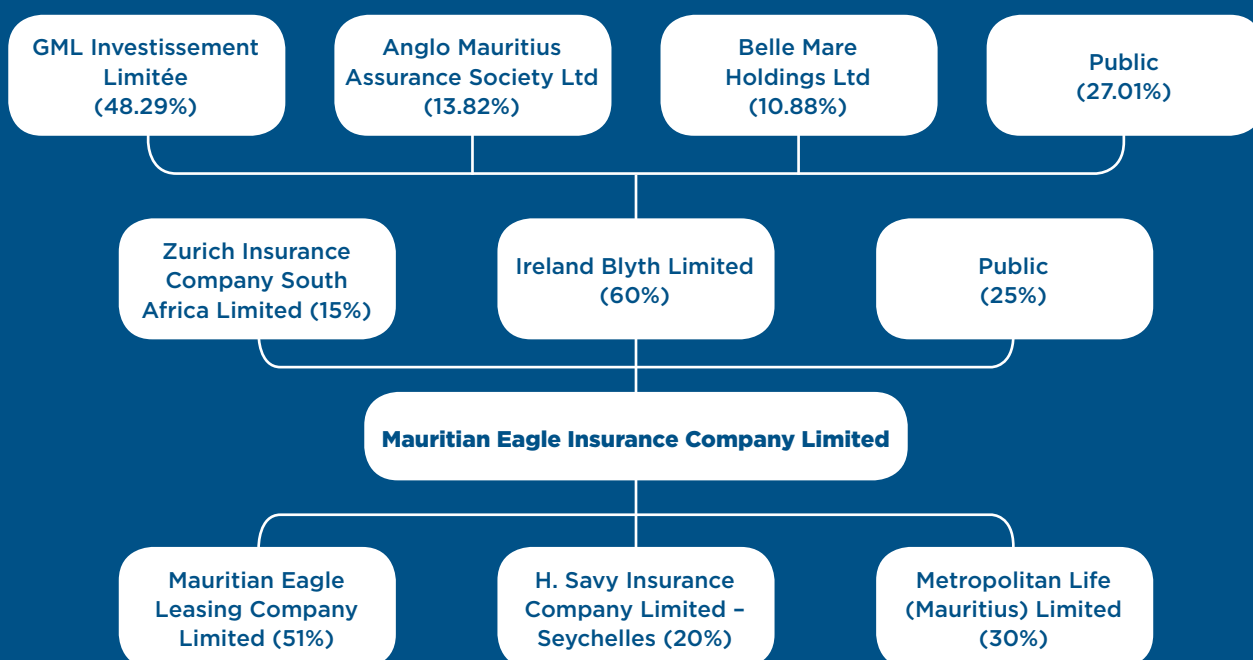 GML Investissement
Limitée
(48.29%)
Anglo Mauritius
Assurance Society Ltd
(13.82%)
Belle Mare
Holdings Ltd
(10.88%)
Public
(27.01%)
Zurich Insurance
Company South
Africa Limited (15%)
Ireland Blyth Limited
(60%)
Public
(25%)
Mauritian Eagle Insurance Company Limited
Mauritian Eagle
Leasing Company
Limited (51%)
H. Savy Insurance
Company Limited –
Seychelles (20%)
Metropolitan Life
(Mauritius) Limited
(30%)